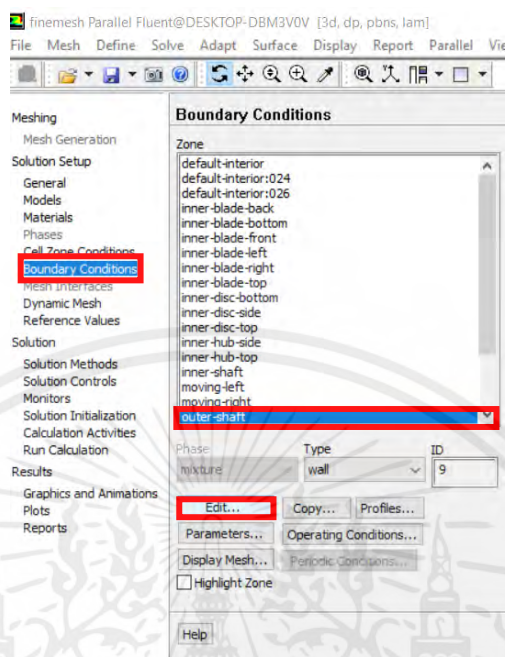 finemesh Parallel Fluent@DESKTOP-DBM3V0V [3d, dp, pbns, lam]
File Mesh Define Solve Adapt Surface Display Report Parallel Vie
Meshing
Mesh Generation
Solution Setup
General
Models
Materials
Phases
Cell Zone Conditions
Boundary Conditions
Mesh Interfaces
Dynamic Mesh
Reference Values
Solution
Solution Methods
Solution Controls
Monitors
Solution Initialization
Calculation Activities
Run Calculation
Results
Graphics and Animations
Plots
Reports
Boundary Conditions
Zone
default-interior
default-interior:024
default-interior:026
inner-blade-back
inner-blade-bottom
inner-blade-front
inner-blade-left
inner-blade-right
inner-blade-top
inner-disc-bottom
inner-disc-side
inner-disc-top
inner-hub-side
inner-hub-top
inner-shaft
moving-left
moving-right
outer-shaft
Phase Type ID
mixture wall 9
Edit... Copy... Profiles...
Parameters... Operating Conditions...
Display Mesh... Periodic Conditions...
Highlight Zone
Help